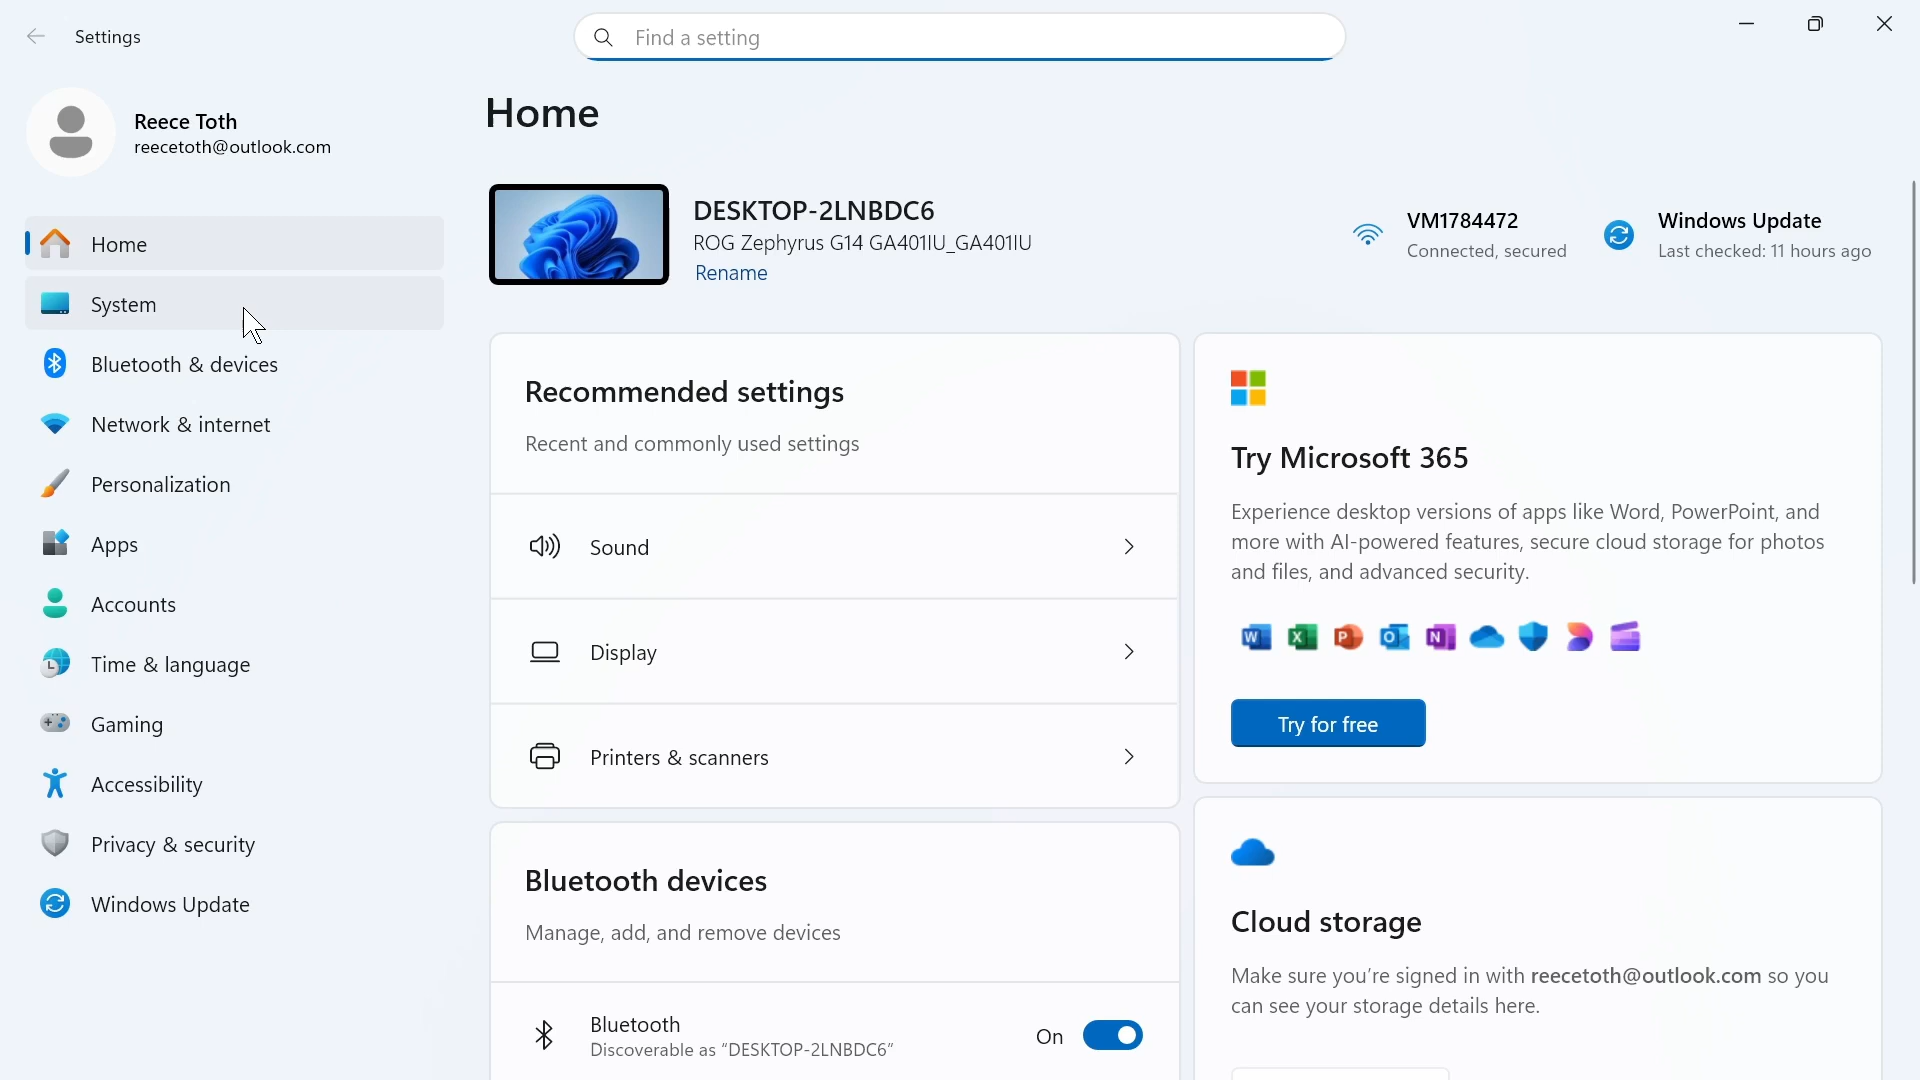 Settings
Find a setting
Reece Toth
reecetoth@outlook.com
Home
System
Bluetooth & devices
Network & internet
Personalization
Apps
Accounts
Time & language
Gaming
Accessibility
Privacy & security
Windows Update
Home
DESKTOP-2LNBDC6
ROG Zephyrus G14 GA401IU_GA401IU
Rename
VM1784472
Connected, secured
Windows Update
Last checked: 11 hours ago
Recommended settings
Recent and commonly used settings
Sound
Display
Printers & scanners
Bluetooth devices
Manage, add, and remove devices
Bluetooth
Discoverable as "DESKTOP-2LNBDC6"
On
Try Microsoft 365
Experience desktop versions of apps like Word, PowerPoint, and
more with AI-powered features, secure cloud storage for photos
and files, and advanced security.
W X P O N
Try for free
Cloud storage
Make sure you're signed in with reecetoth@outlook.com so you
can see your storage details here.